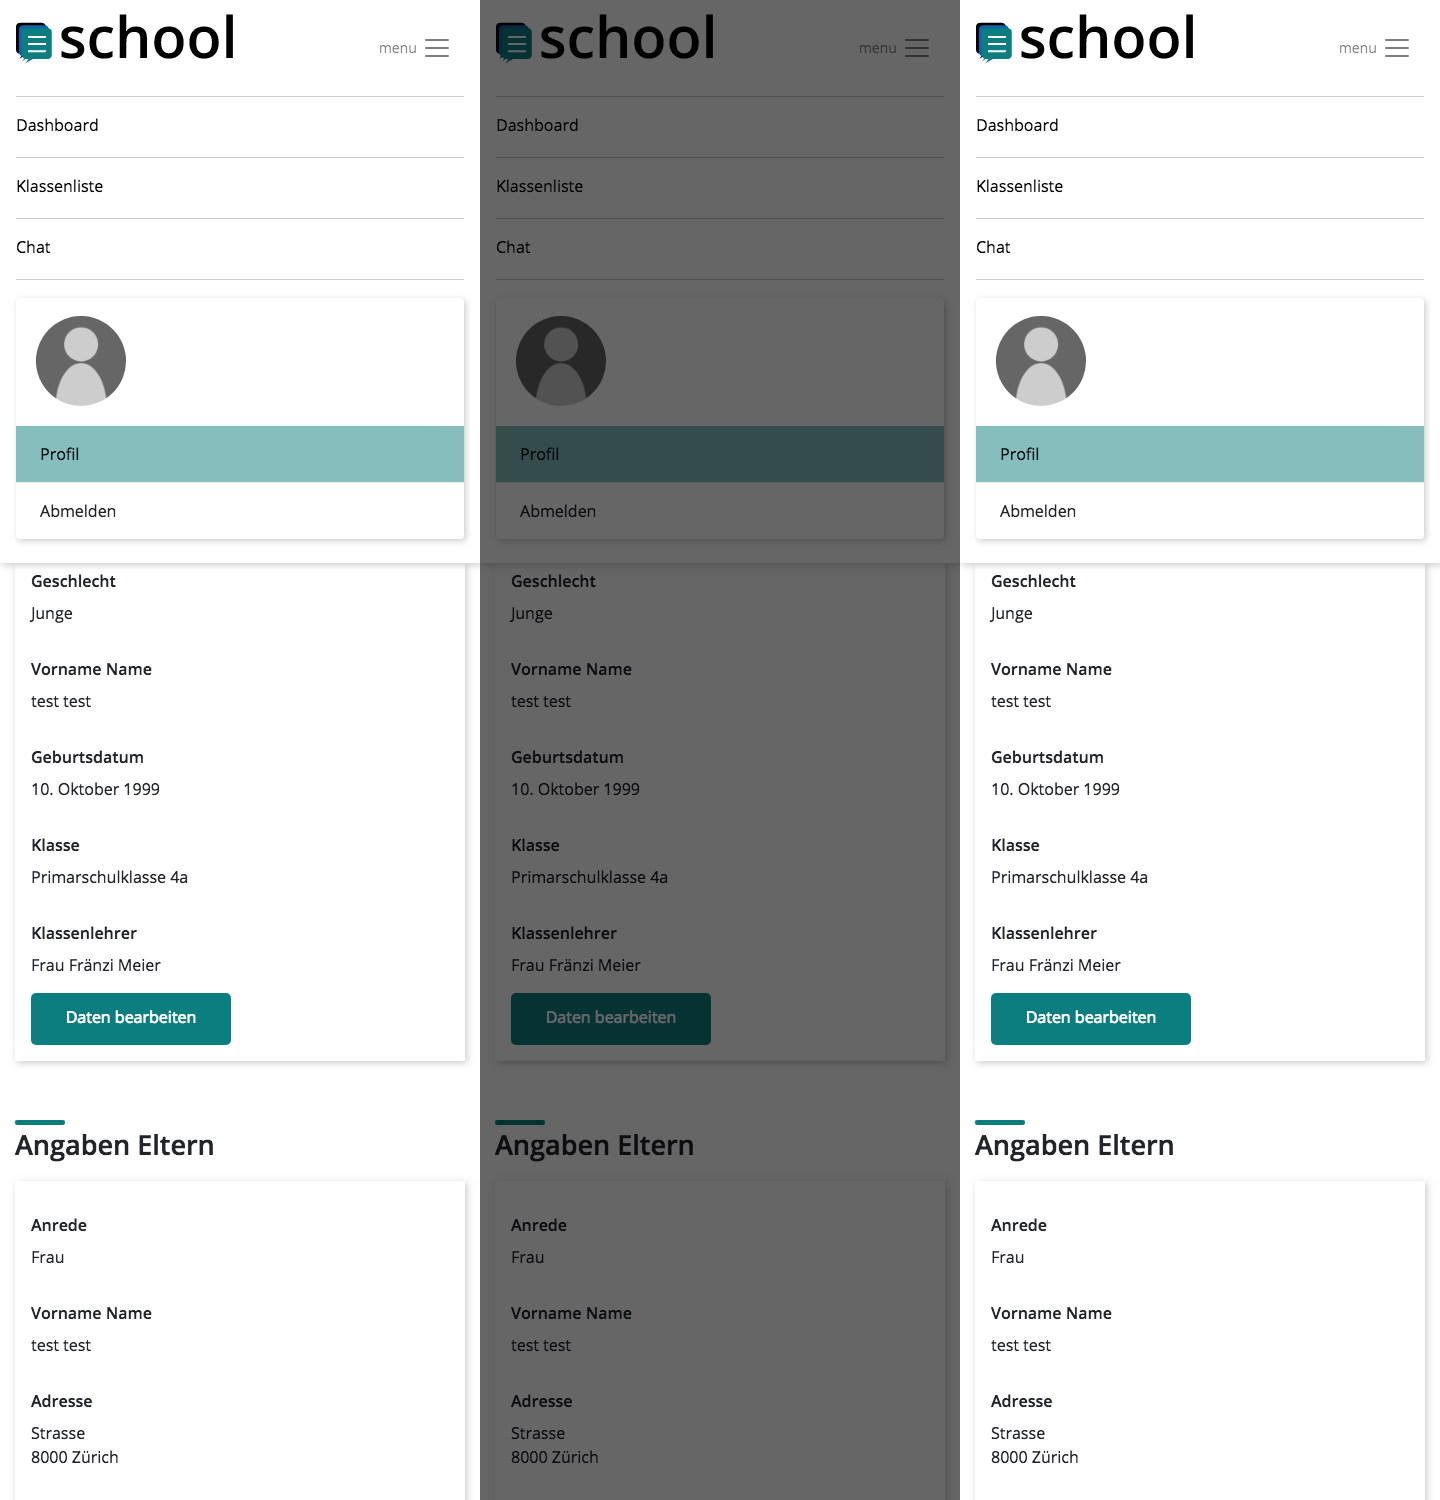 school
menu
Dashboard
Klassenliste
Chat
Profil
Abmelden
Geschlecht
Junge
Vorname Name
test test
Geburtsdatum
10. Oktober 1999
Klasse
Primarschulklasse 4a
Klassenlehrer
Frau Fränzi Meier
Daten bearbeiten
Angaben Eltern
Anrede
Frau
Vorname Name
test test
Adresse
Strasse
8000 Zürich
school
menu
Dashboard
Klassenliste
Chat
Profil
Abmelden
Geschlecht
Junge
Vorname Name
test test
Geburtsdatum
10. Oktober 1999
Klasse
Primarschulklasse 4a
Klassenlehrer
Frau Fränzi Meier
Daten bearbeiten
Angaben Eltern
Anrede
Frau
Vorname Name
test test
Adresse
Strasse
8000 Zürich
school
menu
Dashboard
Klassenliste
Chat
Profil
Abmelden
Geschlecht
Junge
Vorname Name
test test
Geburtsdatum
10. Oktober 1999
Klasse
Primarschulklasse 4a
Klassenlehrer
Frau Fränzi Meier
Daten bearbeiten
Angaben Eltern
Anrede
Frau
Vorname Name
test test
Adresse
Strasse
8000 Zürich